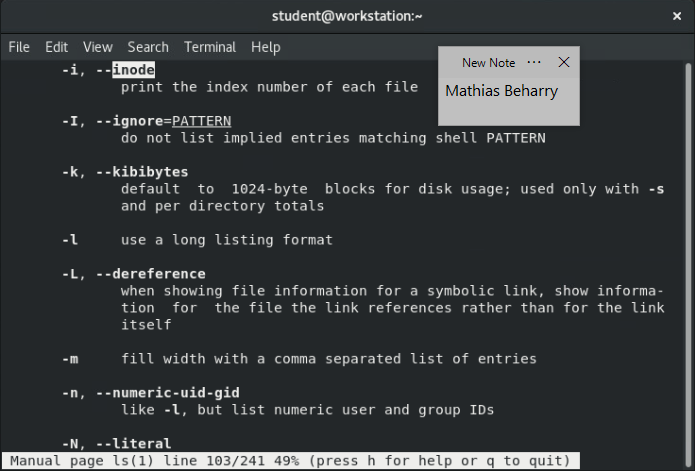 student@workstation:~
File Edit View Search Terminal Help
New Note
Mathias Beharry
-i, --inode
print the index number of each file
-I, --ignore=PATTERN
do not list implied entries matching shell PATTERN
-k, --kibibytes
default  to  1024-byte  blocks for disk usage; used only with -s
and per directory totals
-l     use a long listing format
-L, --dereference
when showing file information for a symbolic link, show informa-
tion  for  the file the link references rather than for the link
itself
-m     fill width with a comma separated list of entries
-n, --numeric-uid-gid
like -l, but list numeric user and group IDs
-N, --literal
Manual page ls(1) line 103/241 49% (press h for help or q to quit)